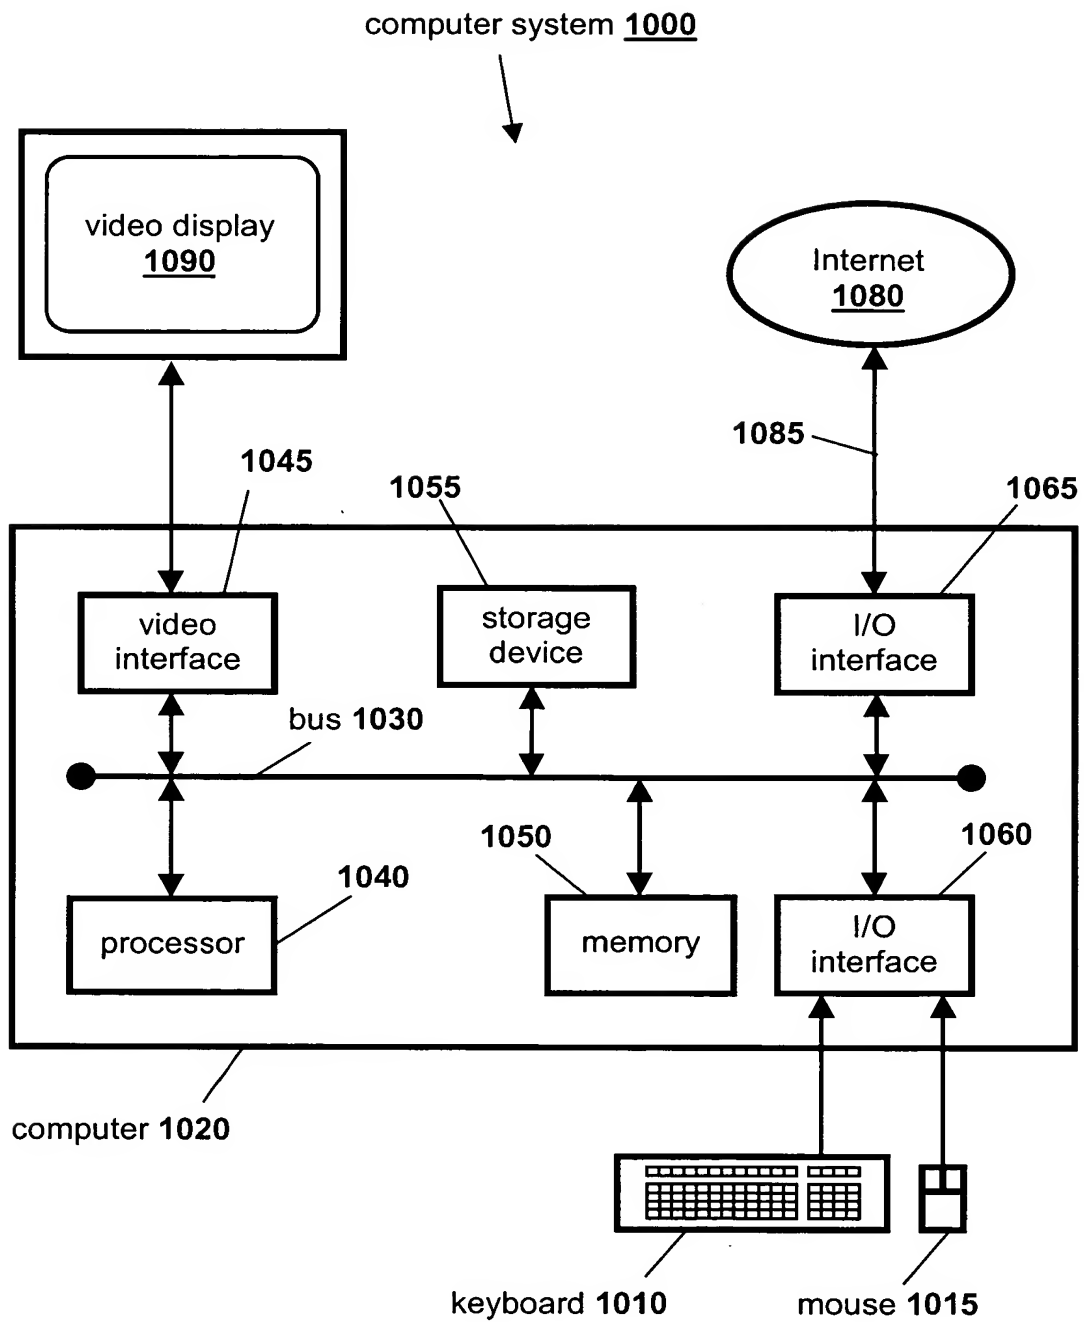 computer system 1000
video display
1090
Internet
1080
1085
1045
1055
1065
video
interface
storage
device
I/O
interface
bus 1030
1050
1060
1040
processor
memory
I/O
interface
computer 1020
keyboard 1010
mouse 1015